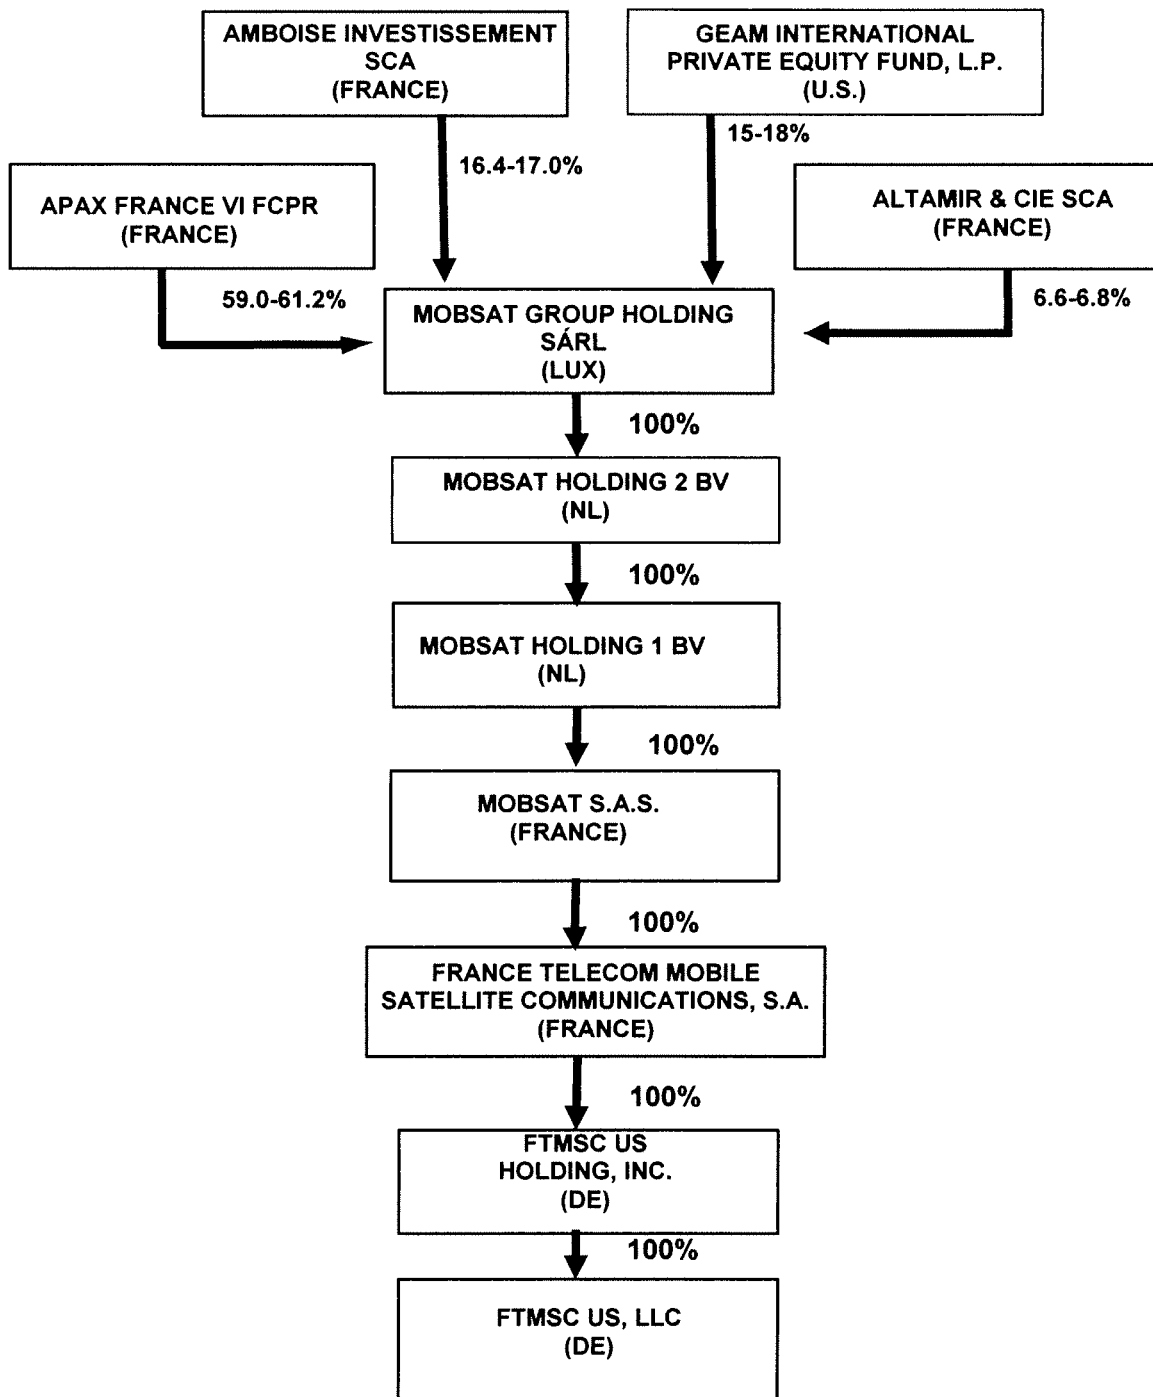 AMBOISE INVESTISSEMENT
SCA
(FRANCE)
GEAM INTERNATIONAL
PRIVATE EQUITY FUND, L.P.
(U.S.)
16.4-17.0%
15-18%
APAX FRANCE VI FCPR
(FRANCE)
ALTAMIR & CIE SCA
(FRANCE)
59.0-61.2%
6.6-6.8%
MOBSAT GROUP HOLDING
SÁRL
(LUX)
100%
MOBSAT HOLDING 2 BV
(NL)
100%
MOBSAT HOLDING 1 BV
(NL)
100%
MOBSAT S.A.S.
(FRANCE)
100%
FRANCE TELECOM MOBILE
SATELLITE COMMUNICATIONS, S.A.
(FRANCE)
100%
FTMSC US
HOLDING, INC.
(DE)
100%
FTMSC US, LLC
(DE)